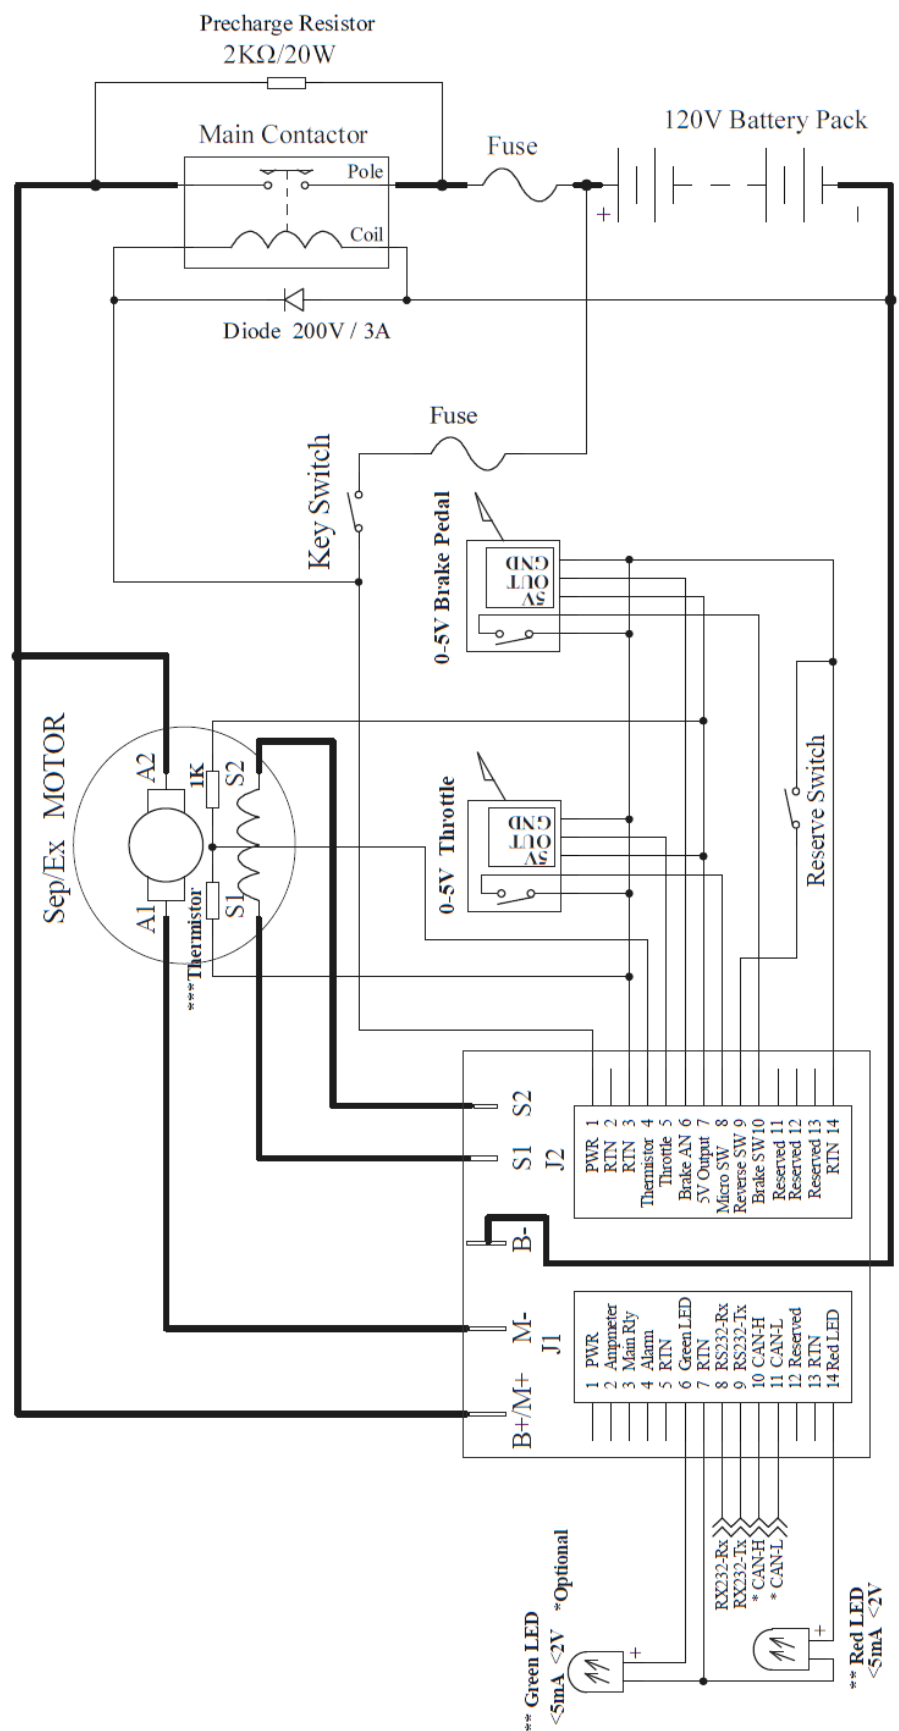 Precharge Resistor
2KΩ/20W
Main Contactor
Pole
Coil
Fuse
120V Battery Pack
+
−
Diode 200V / 3A
Fuse
Key Switch
0-5V Brake Pedal
GND
OUT
5V
Sep/Ex MOTOR
A2
A1
1K
***Thermistor
S2
S1
0-5V Throttle
GND
OUT
5V
Reserve Switch
S2
S1
J2
PWR 1
RTN 2
RTN 3
Thermistor 4
Throttle 5
Brake AN 6
5V Output 7
Micro SW 8
Reverse SW 9
Brake SW10
Reserved 11
Reserved 12
Reserved 13
RTN 14
B-
M-
B+/M+
J1
1 PWR
2 Ampmeter
3 Main Rly
4 Alarm
5 RTN
6 Green LED
7 RTN
8 RS232-Rx
9 RS232-Tx
10 CAN-H
11 CAN-L
12 Reserved
13 RTN
14 Red LED
RX232-Rx
RX232-Tx
* CAN-H
* CAN-L
*Optional
** Green LED
<5mA <2V
+
** Red LED
<5mA <2V
+